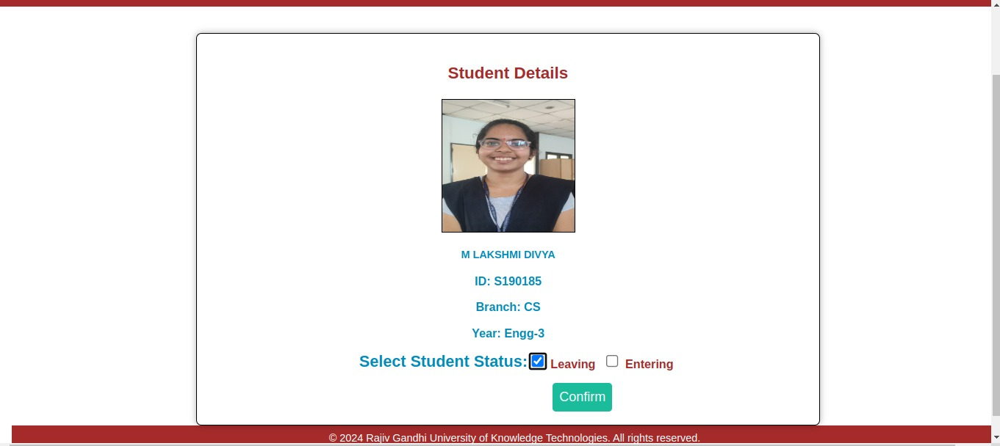 Student Details
M LAKSHMI DIVYA
ID: S190185
Branch: CS
Year: Engg-3
Select Student Status: Leaving Entering
Confirm
© 2024 Rajiv Gandhi University of Knowledge Technologies. All rights reserved.